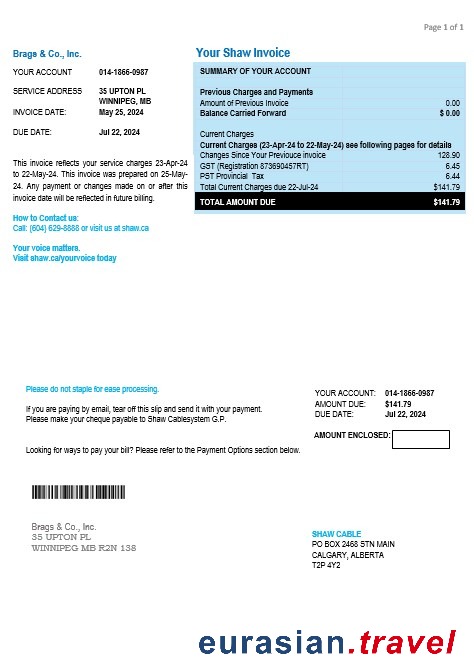 Page 1 of 1
Brags & Co., Inc.
YOUR ACCOUNT 014-1866-0987
SERVICE ADDRESS 35 UPTON PL
WINNIPEG, MB
INVOICE DATE: May 25, 2024
DUE DATE: Jul 22, 2024
This invoice reflects your service charges 23-Apr-24
to 22-May-24. This invoice was prepared on 25-May-
24. Any payment or changes made on or after this
invoice date will be reflected in future billing.
How to Contact us:
Call: (604) 629-8888 or visit us at shaw.ca
Your voice matters.
Visit shaw.ca/yourvoice today
Your Shaw Invoice
SUMMARY OF YOUR ACCOUNT
Previous Charges and Payments
Amount of Previous Invoice 0.00
Balance Carried Forward $ 0.00
Current Charges
Current Charges (23-Apr-24 to 22-May-24) see following pages for details
Changes Since Your Previouce invoice 128.90
GST (Registration 873690457RT) 6.45
PST Provincial Tax 6.44
Total Current Charges due 22-Jul-24 $141.79
TOTAL AMOUNT DUE $141.79
Please do not staple for ease processing.
If you are paying by email, tear off this slip and send it with your payment.
Please make your cheque payable to Shaw Cablesystem G.P.
Looking for ways to pay your bill? Please refer to the Payment Options section below.
YOUR ACCOUNT: 014-1866-0987
AMOUNT DUE: $141.79
DUE DATE: Jul 22, 2024
AMOUNT ENCLOSED:
Brags & Co., Inc.
35 UPTON PL
WINNIPEG MB R2N 138
SHAW CABLE
PO BOX 2468 STN MAIN
CALGARY, ALBERTA
T2P 4Y2
eurasian.travel